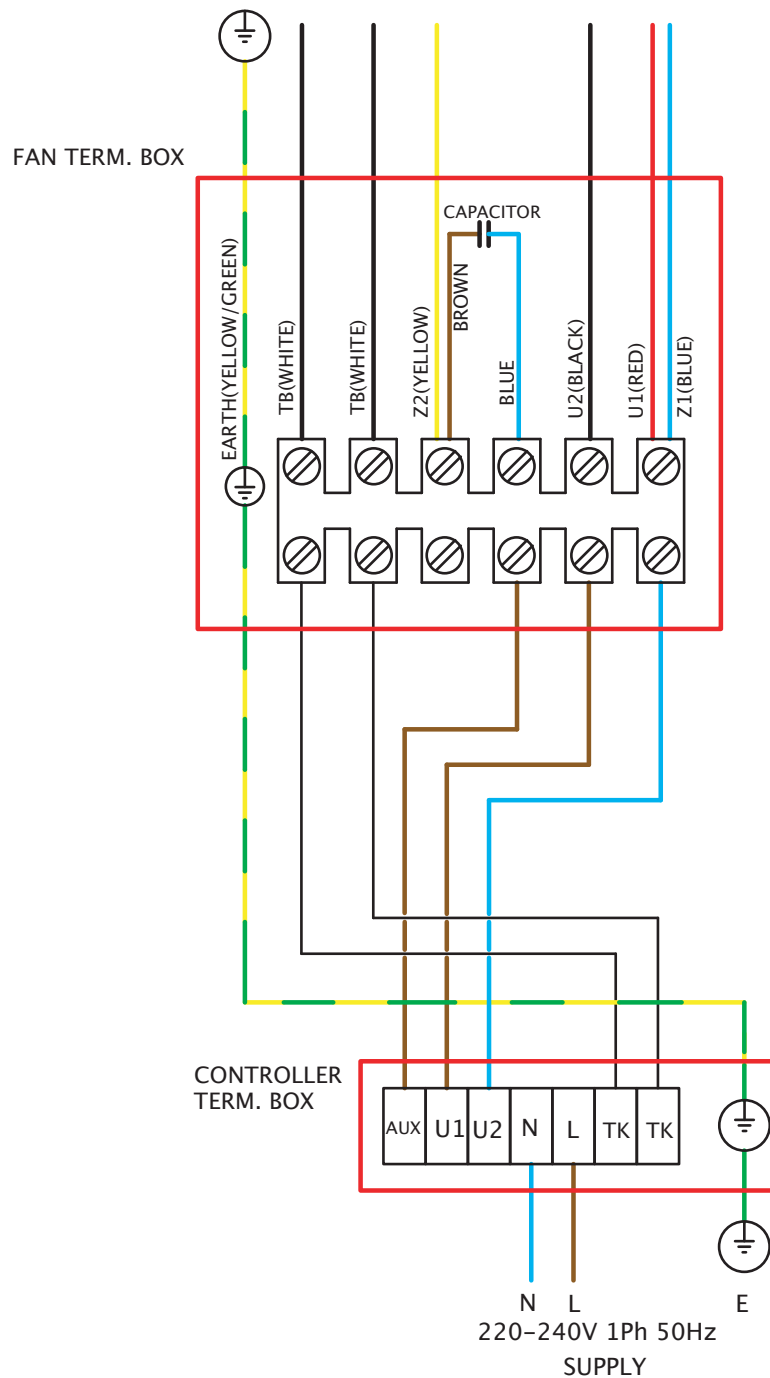 FAN TERM. BOX
CAPACITOR
EARTH(YELLOW/GREEN)
TB(WHITE)
TB(WHITE)
Z2(YELLOW)
BROWN
BLUE
U2(BLACK)
U1(RED)
Z1(BLUE)
CONTROLLER
TERM. BOX
AUX U1 U2 N L TK TK
N L E
220-240V 1Ph 50Hz
SUPPLY